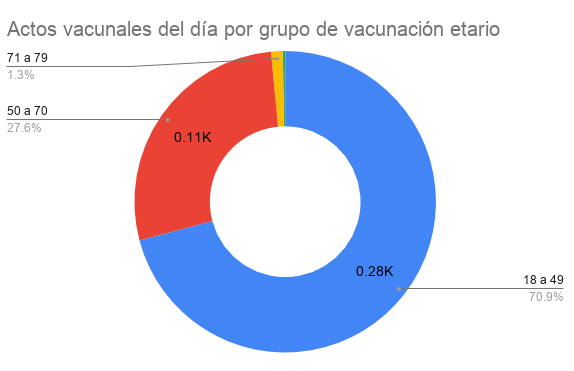 Actos vacunales del día por grupo de vacunación etario
71 a 79
1.3%
50 a 70
27.6%
0.11K
0.28K
18 a 49
70.9%